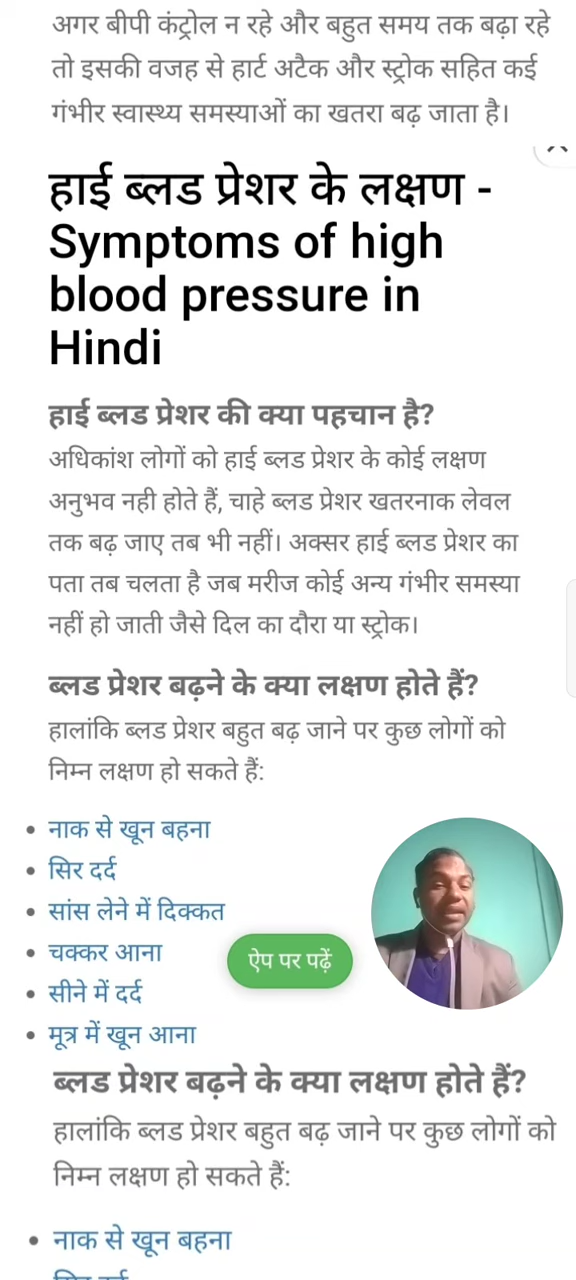 अगर बीपी कंट्रोल न रहे और बहुत समय तक बढ़ा रहे
तो इसकी वजह से हार्ट अटैक और स्ट्रोक सहित कई
गंभीर स्वास्थ्य समस्याओं का खतरा बढ़ जाता है।
हाई ब्लड प्रेशर के लक्षण -
Symptoms of high
blood pressure in
Hindi
हाई ब्लड प्रेशर की क्या पहचान है?
अधिकांश लोगों को हाई ब्लड प्रेशर के कोई लक्षण
अनुभव नही होते हैं, चाहे ब्लड प्रेशर खतरनाक लेवल
तक बढ़ जाए तब भी नहीं। अक्सर हाई ब्लड प्रेशर का
पता तब चलता है जब मरीज कोई अन्य गंभीर समस्या
नहीं हो जाती जैसे दिल का दौरा या स्ट्रोक।
ब्लड प्रेशर बढ़ने के क्या लक्षण होते हैं?
हालांकि ब्लड प्रेशर बहुत बढ़ जाने पर कुछ लोगों को
निम्न लक्षण हो सकते हैं:
• नाक से खून बहना
• सिर दर्द
• सांस लेने में दिक्कत
• चक्कर आना
ऐप पर पढ़ें
• सीने में दर्द
• मूत्र में खून आना
ब्लड प्रेशर बढ़ने के क्या लक्षण होते हैं?
हालांकि ब्लड प्रेशर बहुत बढ़ जाने पर कुछ लोगों को
निम्न लक्षण हो सकते हैं:
• नाक से खून बहना